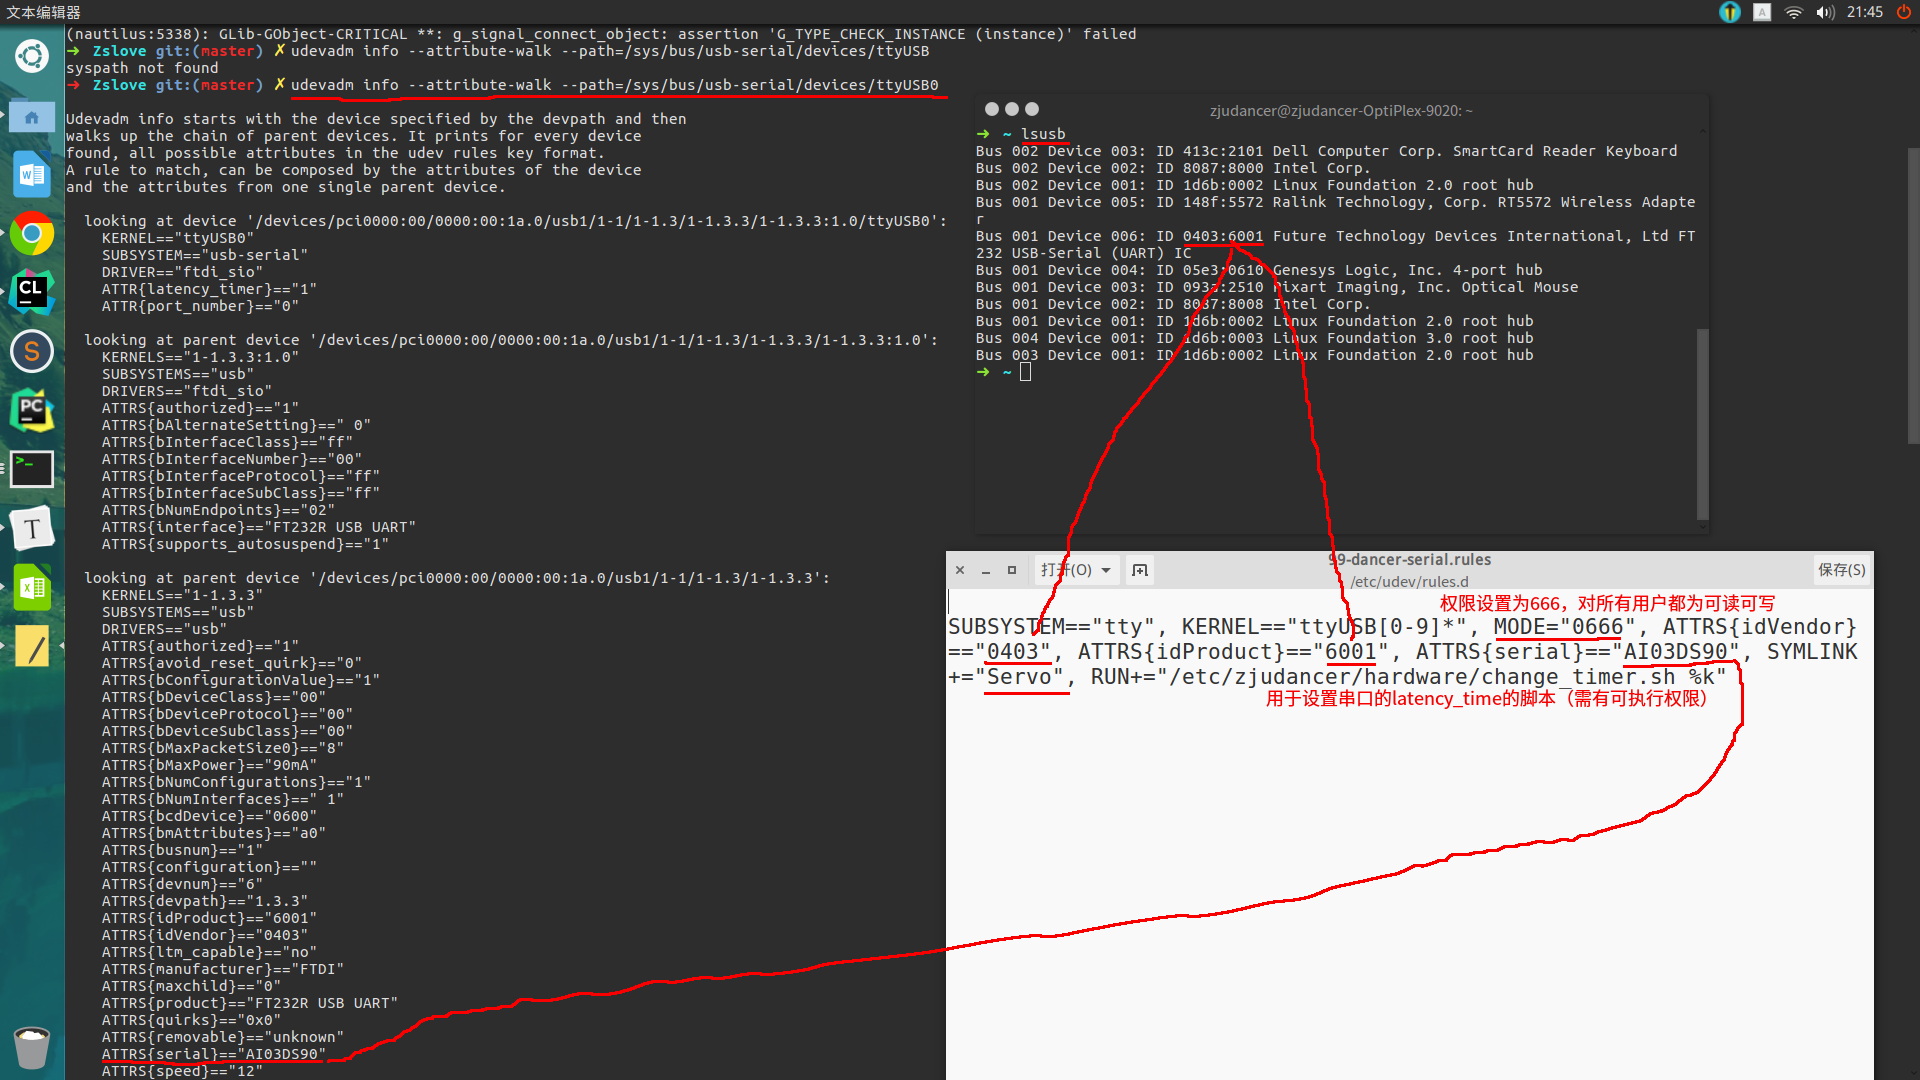 文本编辑器
21:45
(nautilus:5338): GLib-GObject-CRITICAL **: g_signal_connect_object: assertion 'G_TYPE_CHECK_INSTANCE (instance)' failed
➜ Zslove git:(master) ✗ udevadm info --attribute-walk --path=/sys/bus/usb-serial/devices/ttyUSB
syspath not found
➜ Zslove git:(master) ✗ udevadm info --attribute-walk --path=/sys/bus/usb-serial/devices/ttyUSB0
Udevadm info starts with the device specified by the devpath and then
walks up the chain of parent devices. It prints for every device
found, all possible attributes in the udev rules key format.
A rule to match, can be composed by the attributes of the device
and the attributes from one single parent device.
looking at device '/devices/pci0000:00/0000:00:1a.0/usb1/1-1/1-1.3/1-1.3.3/1-1.3.3:1.0/ttyUSB0':
KERNEL=="ttyUSB0"
SUBSYSTEM=="usb-serial"
DRIVER=="ftdi_sio"
ATTR{latency_timer}=="1"
ATTR{port_number}=="0"
looking at parent device '/devices/pci0000:00/0000:00:1a.0/usb1/1-1/1-1.3/1-1.3.3/1-1.3.3:1.0':
KERNELS=="1-1.3.3:1.0"
SUBSYSTEMS=="usb"
DRIVERS=="ftdi_sio"
ATTRS{authorized}=="1"
ATTRS{bAlternateSetting}==" 0"
ATTRS{bInterfaceClass}=="ff"
ATTRS{bInterfaceNumber}=="00"
ATTRS{bInterfaceProtocol}=="ff"
ATTRS{bInterfaceSubClass}=="ff"
ATTRS{bNumEndpoints}=="02"
ATTRS{interface}=="FT232R USB UART"
ATTRS{supports_autosuspend}=="1"
looking at parent device '/devices/pci0000:00/0000:00:1a.0/usb1/1-1/1-1.3/1-1.3.3':
KERNELS=="1-1.3.3"
SUBSYSTEMS=="usb"
DRIVERS=="usb"
ATTRS{authorized}=="1"
ATTRS{avoid_reset_quirk}=="0"
ATTRS{bConfigurationValue}=="1"
ATTRS{bDeviceClass}=="00"
ATTRS{bDeviceProtocol}=="00"
ATTRS{bDeviceSubClass}=="00"
ATTRS{bMaxPacketSize0}=="8"
ATTRS{bMaxPower}=="90mA"
ATTRS{bNumConfigurations}=="1"
ATTRS{bNumInterfaces}==" 1"
ATTRS{bcdDevice}=="0600"
ATTRS{bmAttributes}=="a0"
ATTRS{busnum}=="1"
ATTRS{configuration}==""
ATTRS{devnum}=="6"
ATTRS{devpath}=="1.3.3"
ATTRS{idProduct}=="6001"
ATTRS{idVendor}=="0403"
ATTRS{ltm_capable}=="no"
ATTRS{manufacturer}=="FTDI"
ATTRS{maxchild}=="0"
ATTRS{product}=="FT232R USB UART"
ATTRS{quirks}=="0x0"
ATTRS{removable}=="unknown"
ATTRS{serial}=="AI03DS90"
ATTRS{speed}=="12"
zjudancer@zjudancer-OptiPlex-9020: ~
➜ ~ lsusb
Bus 002 Device 003: ID 413c:2101 Dell Computer Corp. SmartCard Reader Keyboard
Bus 002 Device 002: ID 8087:8000 Intel Corp.
Bus 002 Device 001: ID 1d6b:0002 Linux Foundation 2.0 root hub
Bus 001 Device 005: ID 148f:5572 Ralink Technology, Corp. RT5572 Wireless Adapte
r
Bus 001 Device 006: ID 0403:6001 Future Technology Devices International, Ltd FT
232 USB-Serial (UART) IC
Bus 001 Device 004: ID 05e3:0610 Genesys Logic, Inc. 4-port hub
Bus 001 Device 003: ID 093a:2510 Pixart Imaging, Inc. Optical Mouse
Bus 001 Device 002: ID 8087:8008 Intel Corp.
Bus 001 Device 001: ID 1d6b:0002 Linux Foundation 2.0 root hub
Bus 004 Device 001: ID 1d6b:0003 Linux Foundation 3.0 root hub
Bus 003 Device 001: ID 1d6b:0002 Linux Foundation 2.0 root hub
➜ ~
打开(O)
99-dancer-serial.rules
/etc/udev/rules.d
保存(S)
权限设置为666，对所有用户都为可读可写
SUBSYSTEM=="tty", KERNEL=="ttyUSB[0-9]*", MODE="0666", ATTRS{idVendor}
=="0403", ATTRS{idProduct}=="6001", ATTRS{serial}=="AI03DS90", SYMLINK
+="Servo", RUN+="/etc/zjudancer/hardware/change_timer.sh %k"
用于设置串口的latency_time的脚本（需有可执行权限）